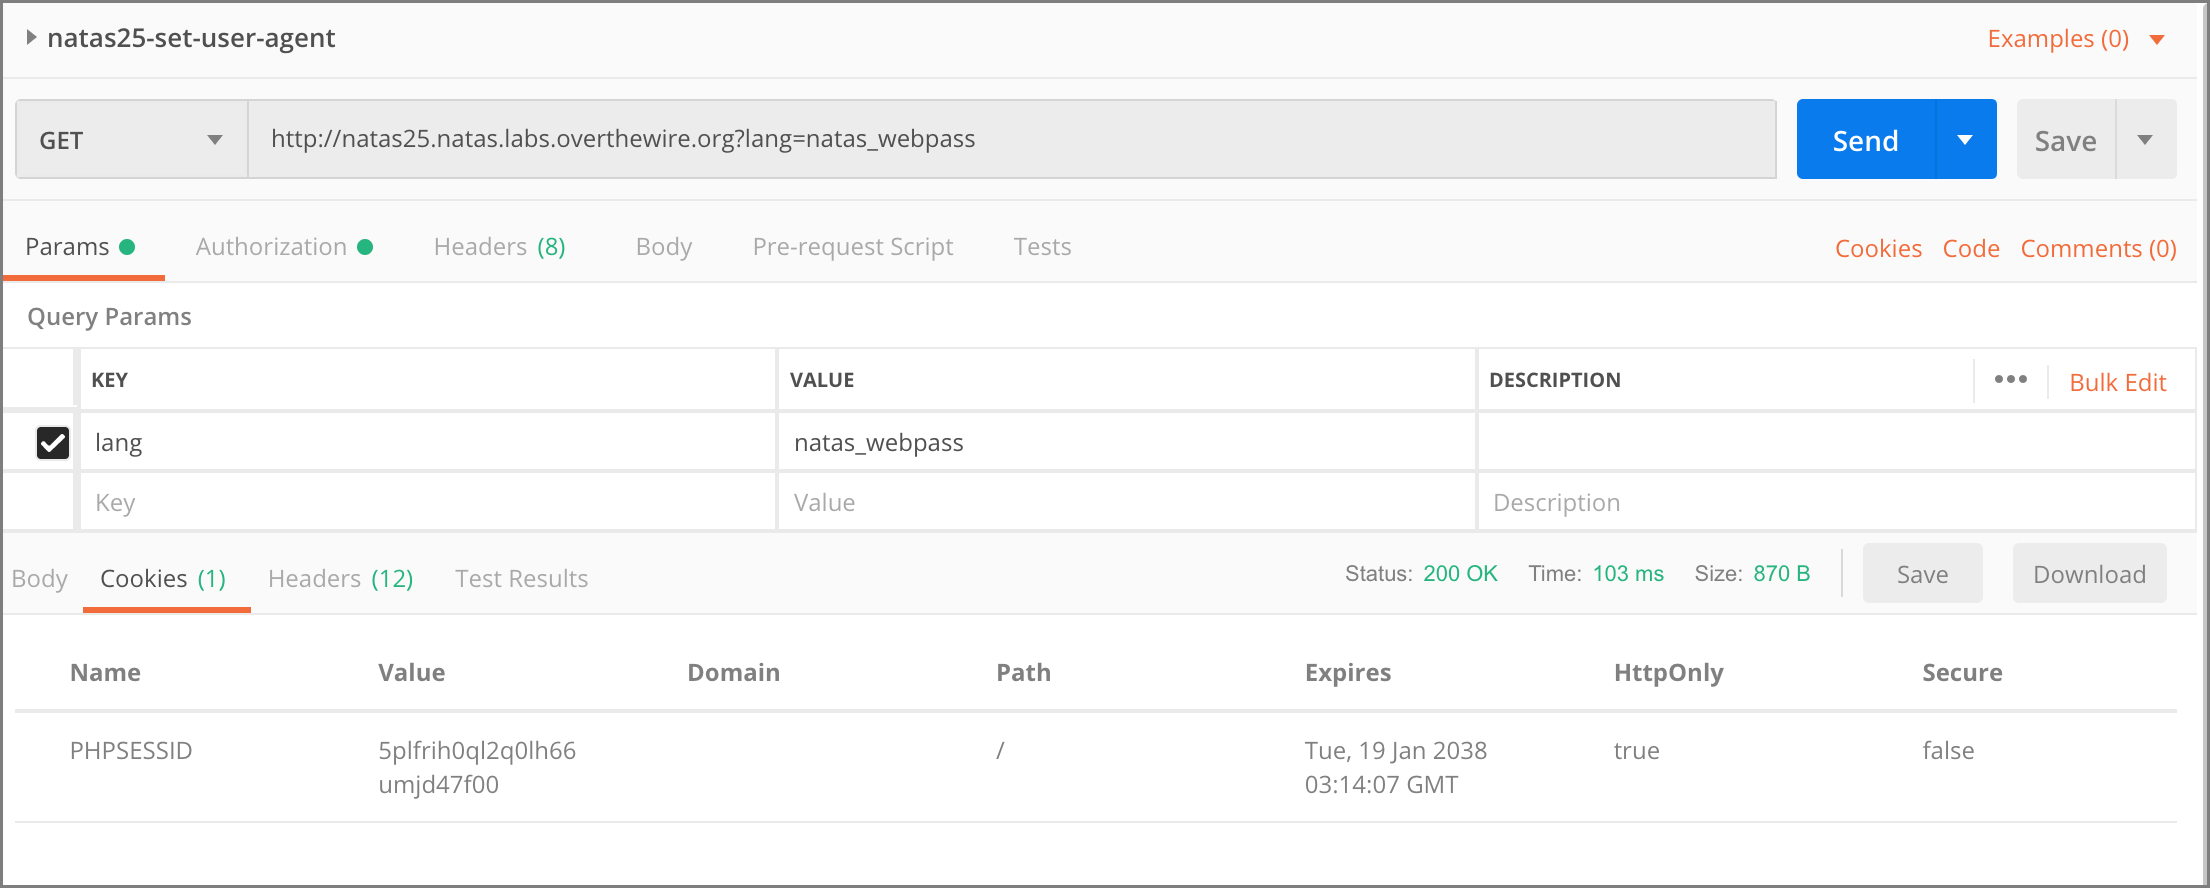 natas25-set-user-agent
Examples (0)
GET
http://natas25.natas.labs.overthewire.org?lang=natas_webpass
Send
Save
Params
Authorization
Headers (8)
Body
Pre-request Script
Tests
Cookies
Code
Comments (0)
Query Params
KEY
VALUE
DESCRIPTION
Bulk Edit
lang
natas_webpass
Key
Value
Description
Body
Cookies (1)
Headers (12)
Test Results
Status: 200 OK
Time: 103 ms
Size: 870 B
Save
Download
Name
Value
Domain
Path
Expires
HttpOnly
Secure
PHPSESSID
5plfrih0ql2q0lh66
umjd47f00
/
Tue, 19 Jan 2038
03:14:07 GMT
true
false